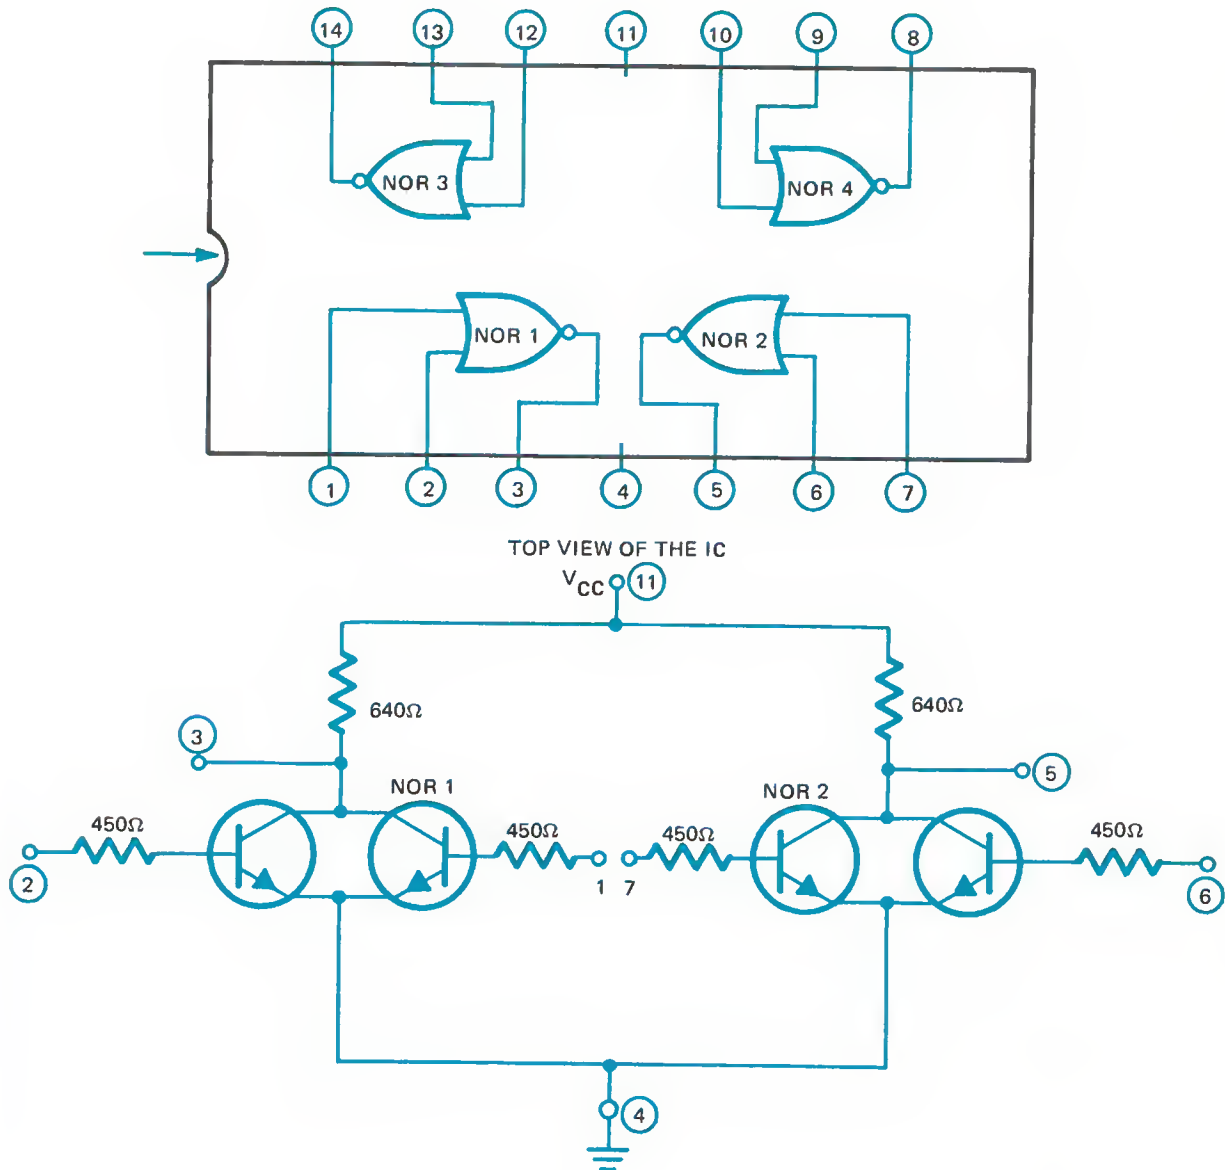 14 13 12 11 10 9 8
NOR 3 NOR 4
NOR 1 NOR 2
1 2 3 4 5 6 7
TOP VIEW OF THE IC
VCC 11
640Ω 640Ω
3 5
NOR 1 NOR 2
450Ω 450Ω 450Ω 450Ω
2 1 7 6
4